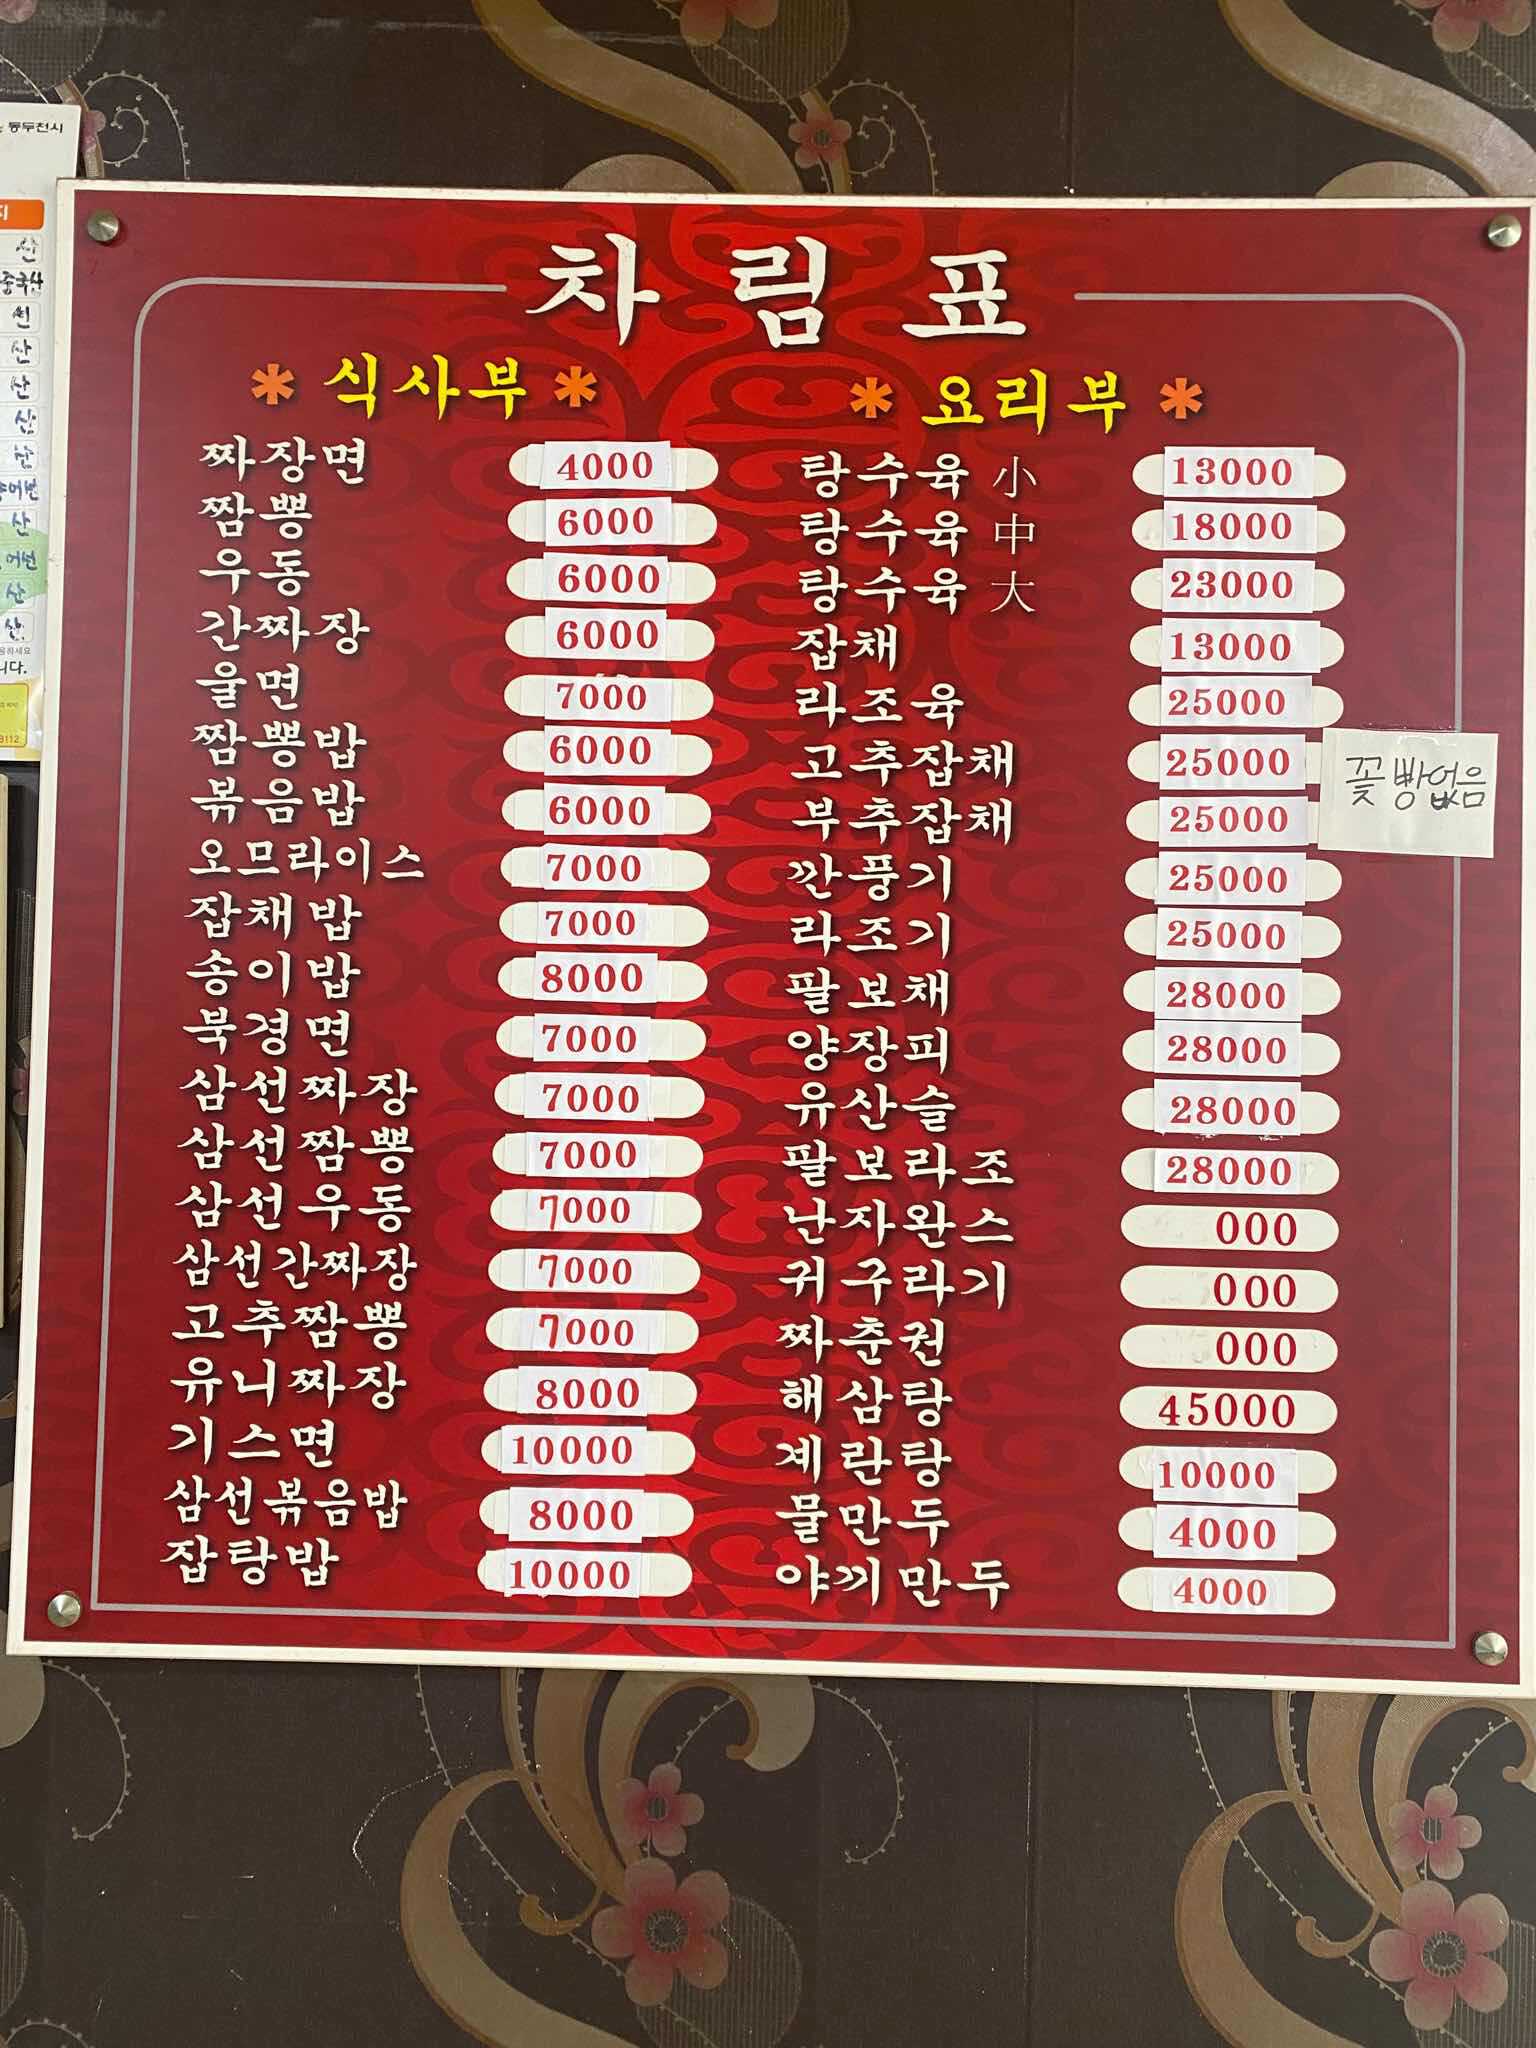 동두천시
차림표
* 식사부 *
짜장면 4000
짬뽕 6000
우동 6000
간짜장 6000
울면 7000
짬뽕밥 6000
볶음밥 6000
오므라이스 7000
잡채밥 7000
송이밥 8000
북경면 7000
삼선짜장 7000
삼선짬뽕 7000
삼선우동 7000
삼선간짜장 7000
고추짬뽕 7000
유니짜장 8000
기스면 10000
삼선볶음밥 8000
잡탕밥 10000
* 요리부 *
탕수육 小 13000
탕수육 中 18000
탕수육 大 23000
잡채 13000
라조육 25000
고추잡채 25000
부추잡채 25000
꽃빵없음
깐풍기 25000
라조기 25000
팔보채 28000
양장피 28000
유산슬 28000
팔보라조 28000
난자완스 000
귀구라기 000
짜춘권 000
해삼탕 45000
계란탕 10000
물만두 4000
야끼만두 4000